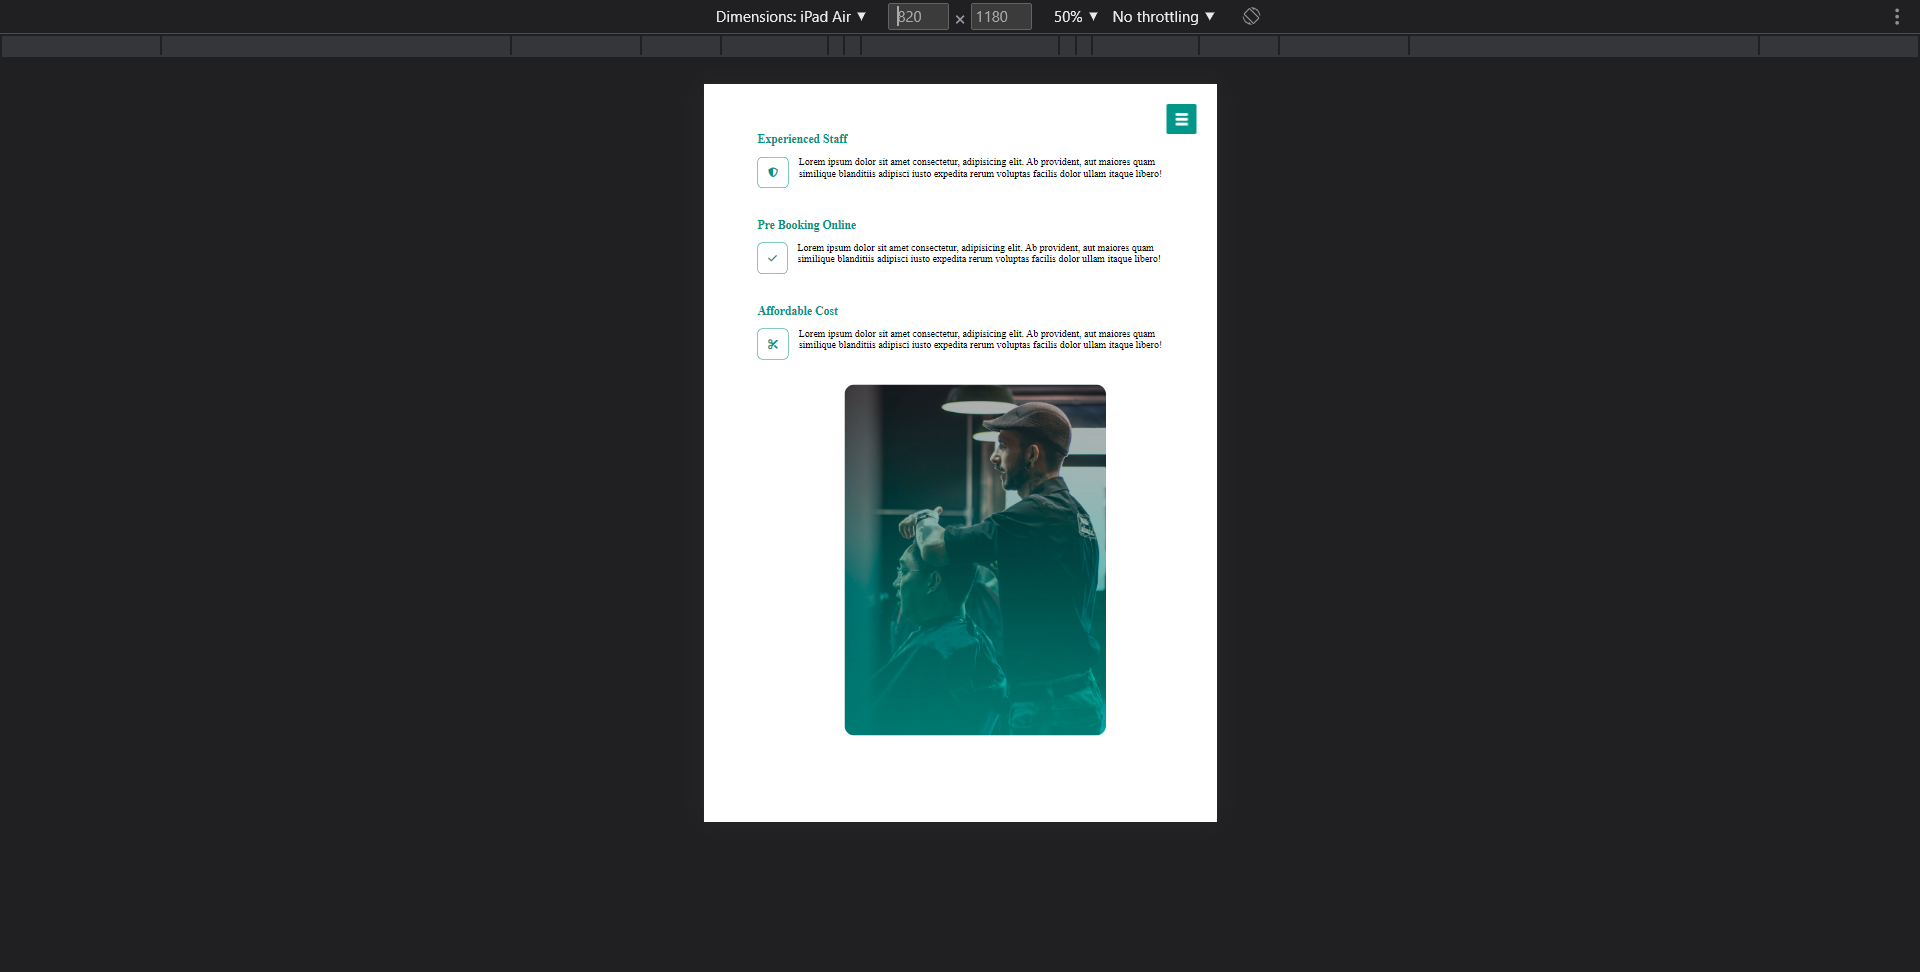 Dimensions: iPad Air ▼ 820 × 1180 50% ▼ No throttling ▼
Experienced Staff
Lorem ipsum dolor sit amet consectetur, adipisicing elit. Ab provident, aut maiores quam
similique blanditiis adipisci iusto expedita rerum voluptas facilis dolor ullam itaque libero!
Pre Booking Online
Lorem ipsum dolor sit amet consectetur, adipisicing elit. Ab provident, aut maiores quam
similique blanditiis adipisci iusto expedita rerum voluptas facilis dolor ullam itaque libero!
Affordable Cost
Lorem ipsum dolor sit amet consectetur, adipisicing elit. Ab provident, aut maiores quam
similique blanditiis adipisci iusto expedita rerum voluptas facilis dolor ullam itaque libero!